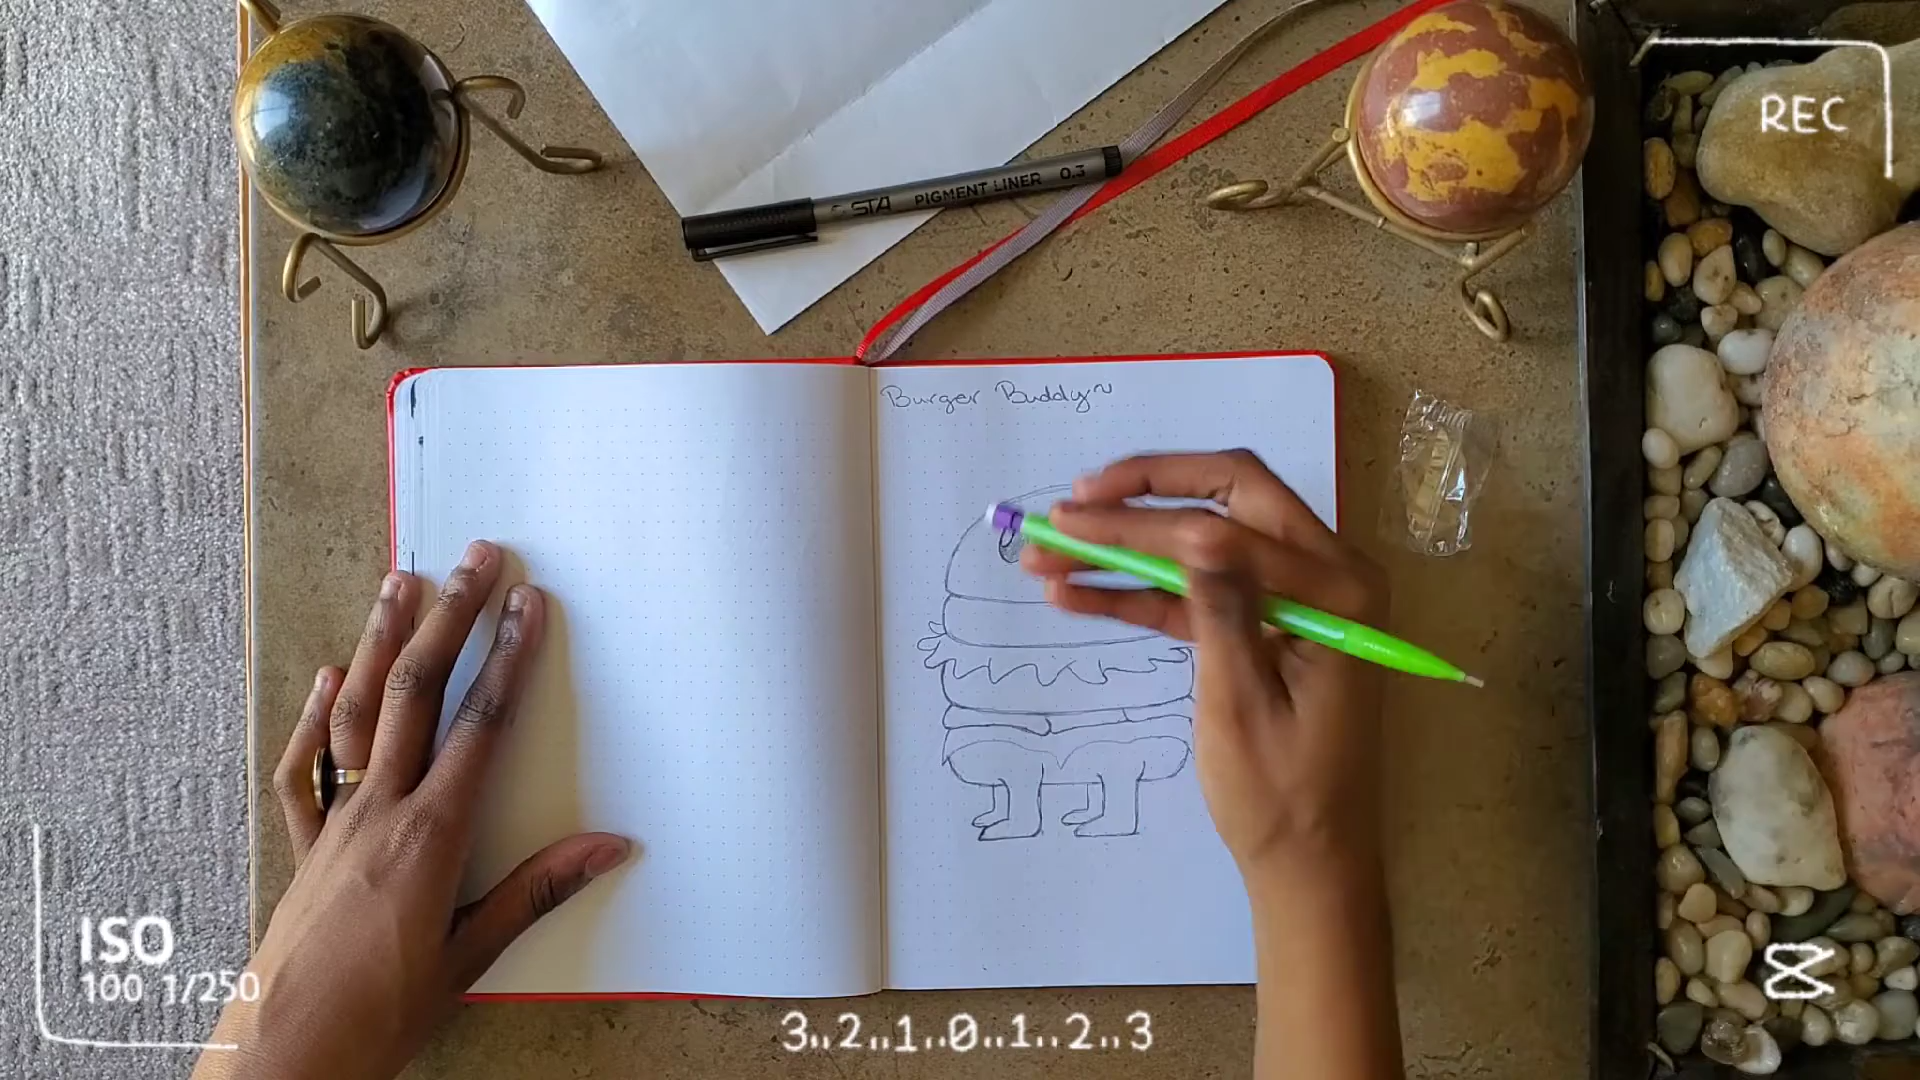 REC
STA PIGMENT LINER 0.3
Burger Buddy~
ISO
100 1/250
3..2..1..0..1..2..3